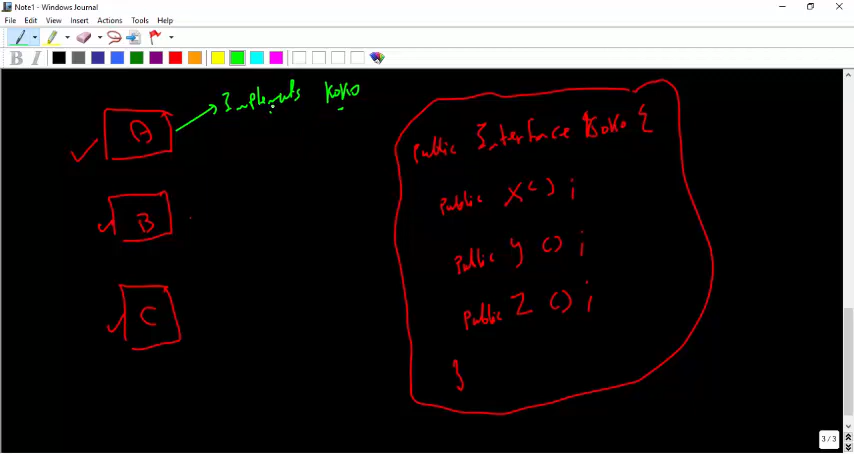 Note1 - Windows Journal
File Edit View Insert Actions Tools Help
B I
Implements KoKo
A
B
C
Public Interface KoKo {
Public X() ;
Public y () ;
Public Z () ;
}
3 / 3